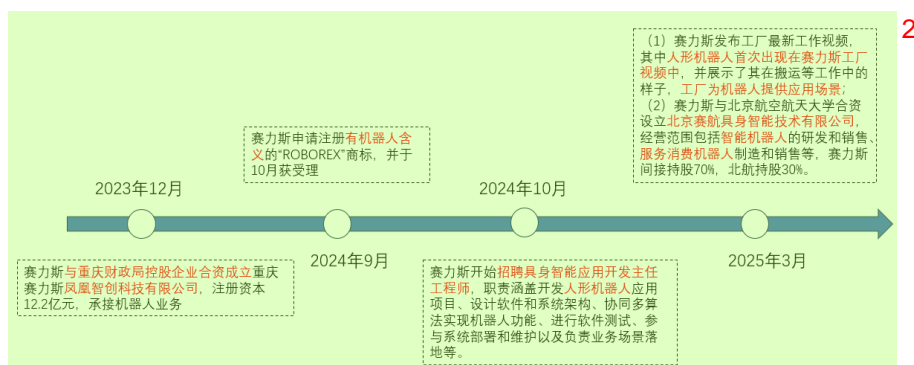 2
（1）赛力斯发布工厂最新工作视频，
其中人形机器人首次出现在赛力斯工厂
视频中，并展示了其在搬运等工作中的
样子，工厂为机器人提供应用场景；
（2）赛力斯与北京航空航天大学合资
设立北京赛航具身智能技术有限公司，
经营范围包括智能机器人的研发和销售、
服务消费机器人制造和销售等，赛力斯
间接持股70%，北航持股30%。
赛力斯申请注册有机器人含
义的“ROBOREX”商标，并于
10月获受理
2023年12月
2024年10月
2024年9月
2025年3月
赛力斯与重庆财政局控股企业合资成立重庆
赛力斯凤凰智创科技有限公司，注册资本
12.2亿元，承接机器人业务
赛力斯开始招聘具身智能应用开发主任
工程师，职责涵盖开发人形机器人应用
项目、设计软件和系统架构、协同多算
法实现机器人功能、进行软件测试、参
与系统部署和维护以及负责业务场景落
地等。